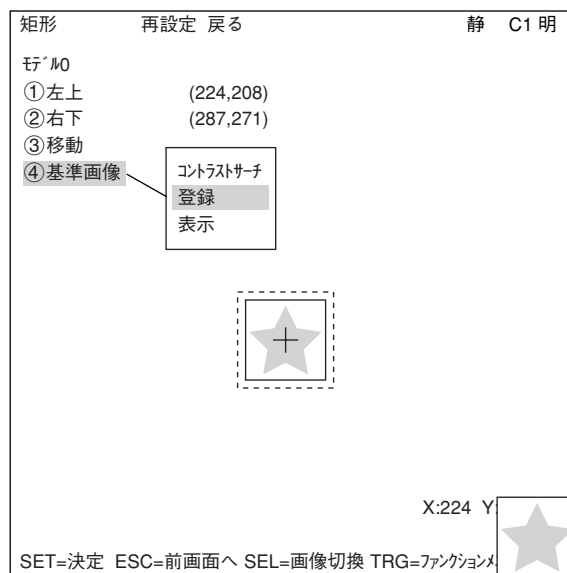 矩形 再設定 戻る 静 C1 明
ﾓﾃﾞﾙ0
①左上 (224,208)
②右下 (287,271)
③移動
④基準画像
ｺﾝﾄﾗｽﾄｻｰﾁ
登録
表示
X:224 Y:
SET=決定 ESC=前画面へ SEL=画像切換 TRG=ﾌｧﾝｸｼｮﾝﾒ